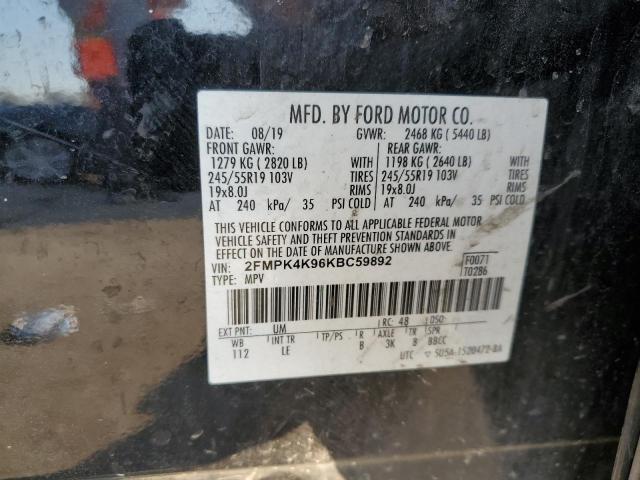 MFD. BY FORD MOTOR CO.
DATE: 08/19 GVWR: 2468 KG ( 5440 LB)
FRONT GAWR: REAR GAWR:
1279 KG ( 2820 LB) WITH 1198 KG ( 2640 LB) WITH
245/55R19 103V TIRES 245/55R19 103V TIRES
19x8.0J RIMS 19x8.0J RIMS
AT 240 kPa/ 35 PSI COLD AT 240 kPa/ 35 PSI COLD
THIS VEHICLE CONFORMS TO ALL APPLICABLE FEDERAL MOTOR
VEHICLE SAFETY AND THEFT PREVENTION STANDARDS IN
EFFECT ON THE DATE OF MANUFACTURE SHOWN ABOVE.
VIN: 2FMPK4K96KBC59892 F0071
TYPE: MPV T0286
EXT PNT: UM RC: 48 DSO:
WB INT TR TP/PS R AXLE TR SPR
112 LE B 3K B BBCC
UTC